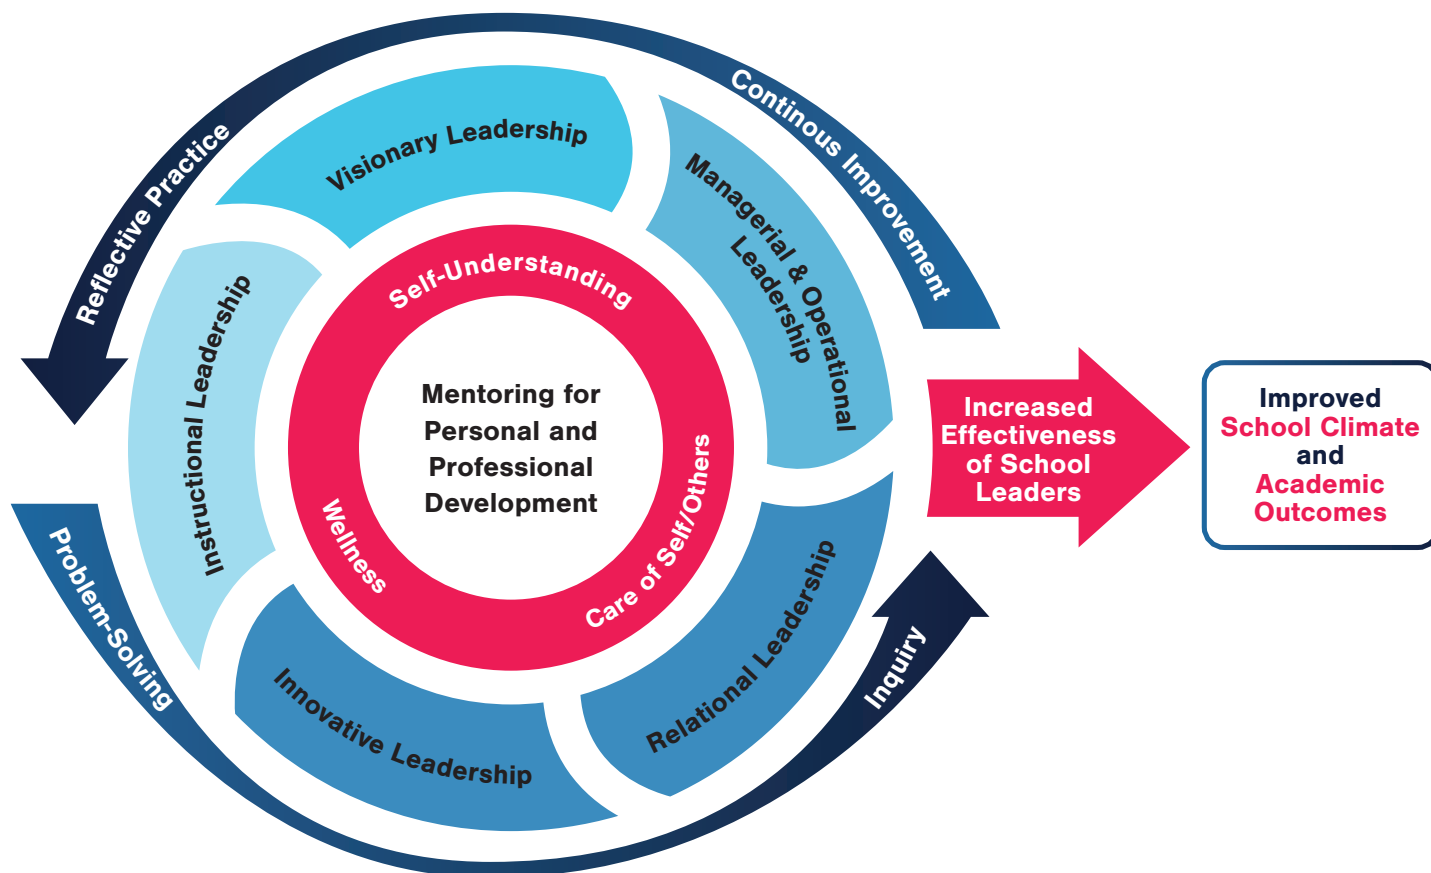 Continous Improvement
Reflective Practice
Visionary Leadership
Managerial & Operational
Leadership
Instructional Leadership
Self-Understanding
Mentoring for
Personal and
Professional
Development
Wellness
Care of Self/Others
Increased
Effectiveness
of School
Leaders
Improved
School Climate
and
Academic
Outcomes
Problem-Solving
Innovative Leadership
Relational Leadership
Inquiry